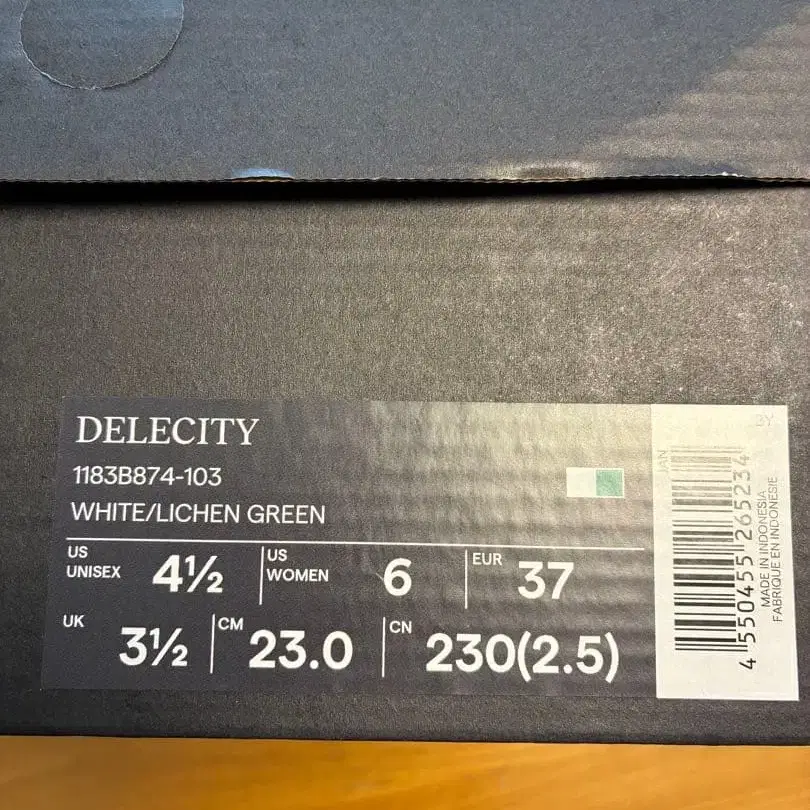 DELECITY
1183B874-103
WHITE/LICHEN GREEN
US UNISEX 4½
US WOMEN 6
EUR 37
UK 3½
CM 23.0
CN 230(2.5)
BY
JAN
4 550455 265234
MADE IN INDONESIA
FABRIQUE EN INDONESIE